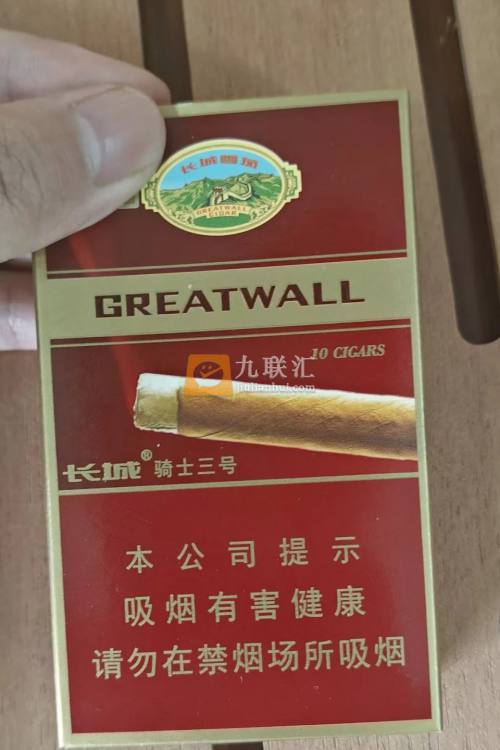 长城雪茄
GREATWALL
CIGAR
GREATWALL
10 CIGARS
九联汇
jiulianhui.com
长城®骑士三号
本公司提示
吸烟有害健康
请勿在禁烟场所吸烟